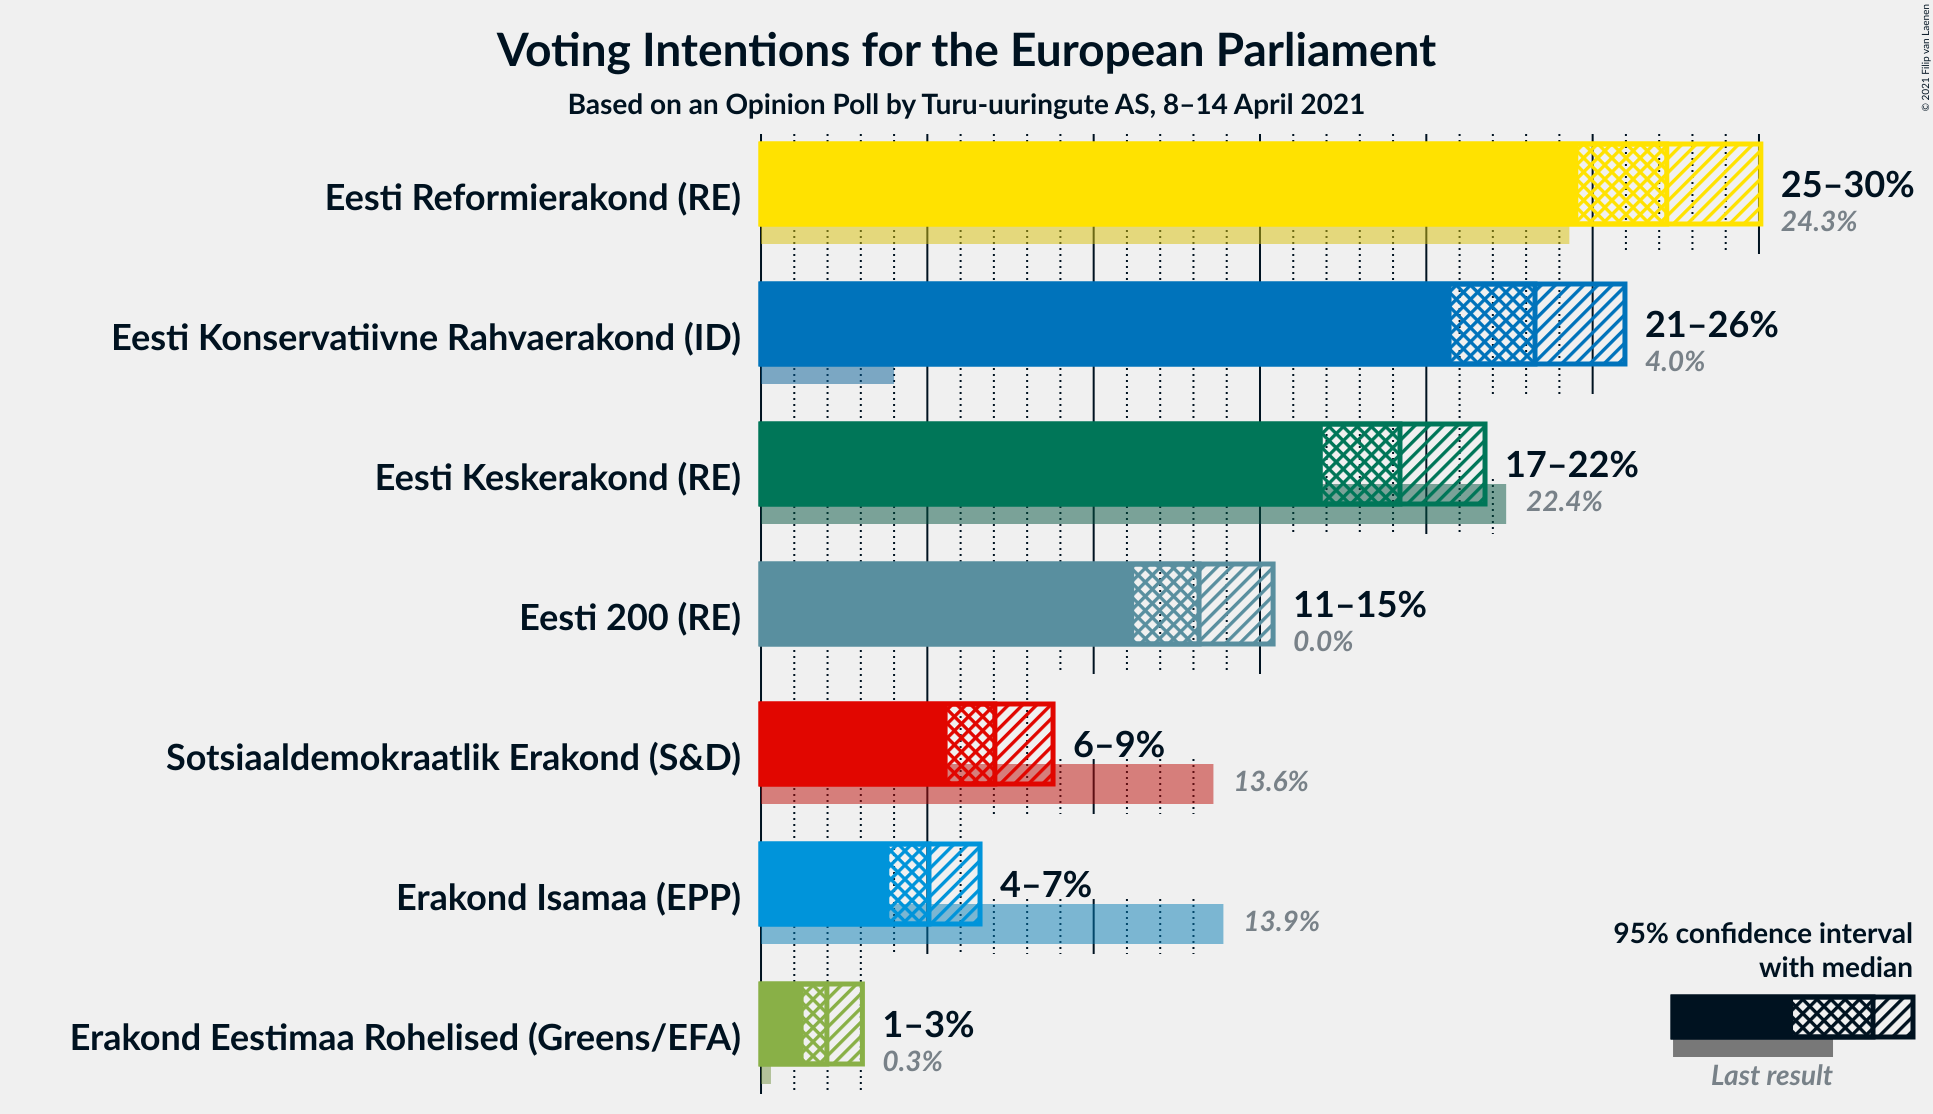 Voting Intentions for the European Parliament
Based on an Opinion Poll by Turu-uuringute AS, 8–14 April 2021
© 2021 Filip van Laenen
Eesti Reformierakond (RE)
25–30%
24.3%
Eesti Konservatiivne Rahvaerakond (ID)
21–26%
4.0%
Eesti Keskerakond (RE)
17–22%
22.4%
Eesti 200 (RE)
11–15%
0.0%
Sotsiaaldemokraatlik Erakond (S&D)
6–9%
13.6%
Erakond Isamaa (EPP)
4–7%
13.9%
Erakond Eestimaa Rohelised (Greens/EFA)
1–3%
0.3%
95% confidence interval
with median
Last result